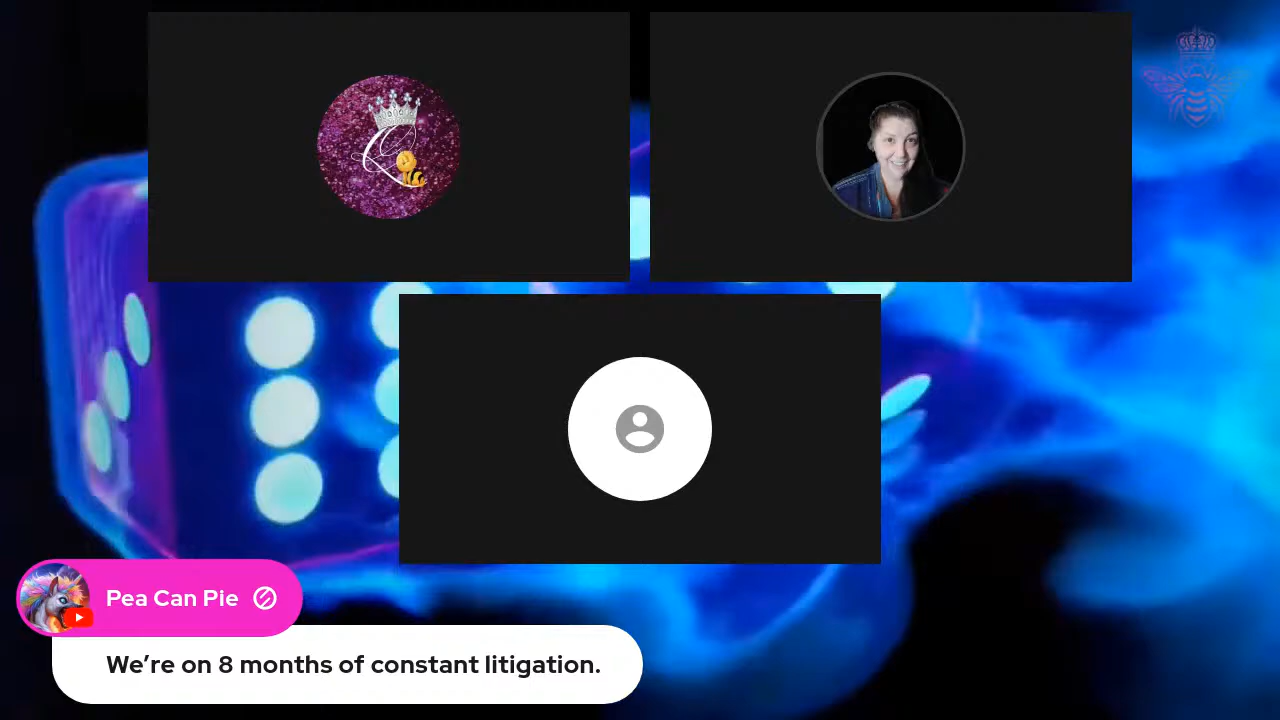 Pea Can Pie
We’re on 8 months of constant litigation.